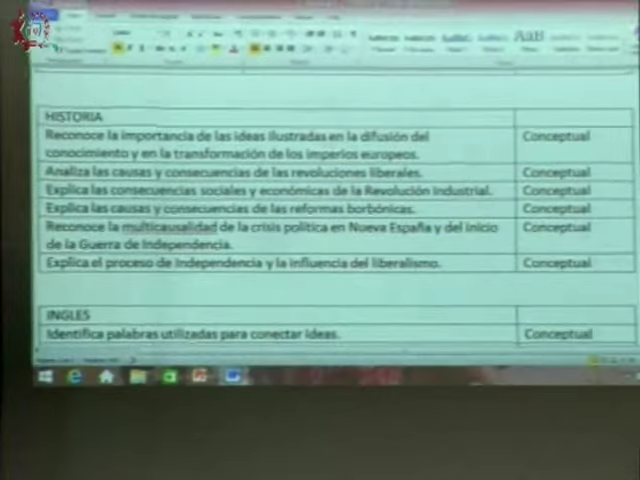 HISTORIA
Reconoce la importancia de las ideas ilustradas en la difusión del Conceptual
conocimiento y en la transformación de los imperios europeos.
Analiza las causas y consecuencias de las revoluciones liberales. Conceptual
Explica las consecuencias sociales y económicas de la Revolución Industrial. Conceptual
Explica las causas y consecuencias de las reformas borbónicas. Conceptual
Reconoce la multicausalidad de la crisis política en Nueva España y del inicio Conceptual
de la Guerra de Independencia.
Explica el proceso de Independencia y la influencia del liberalismo. Conceptual
INGLES
Identifica palabras utilizadas para conectar ideas. Conceptual